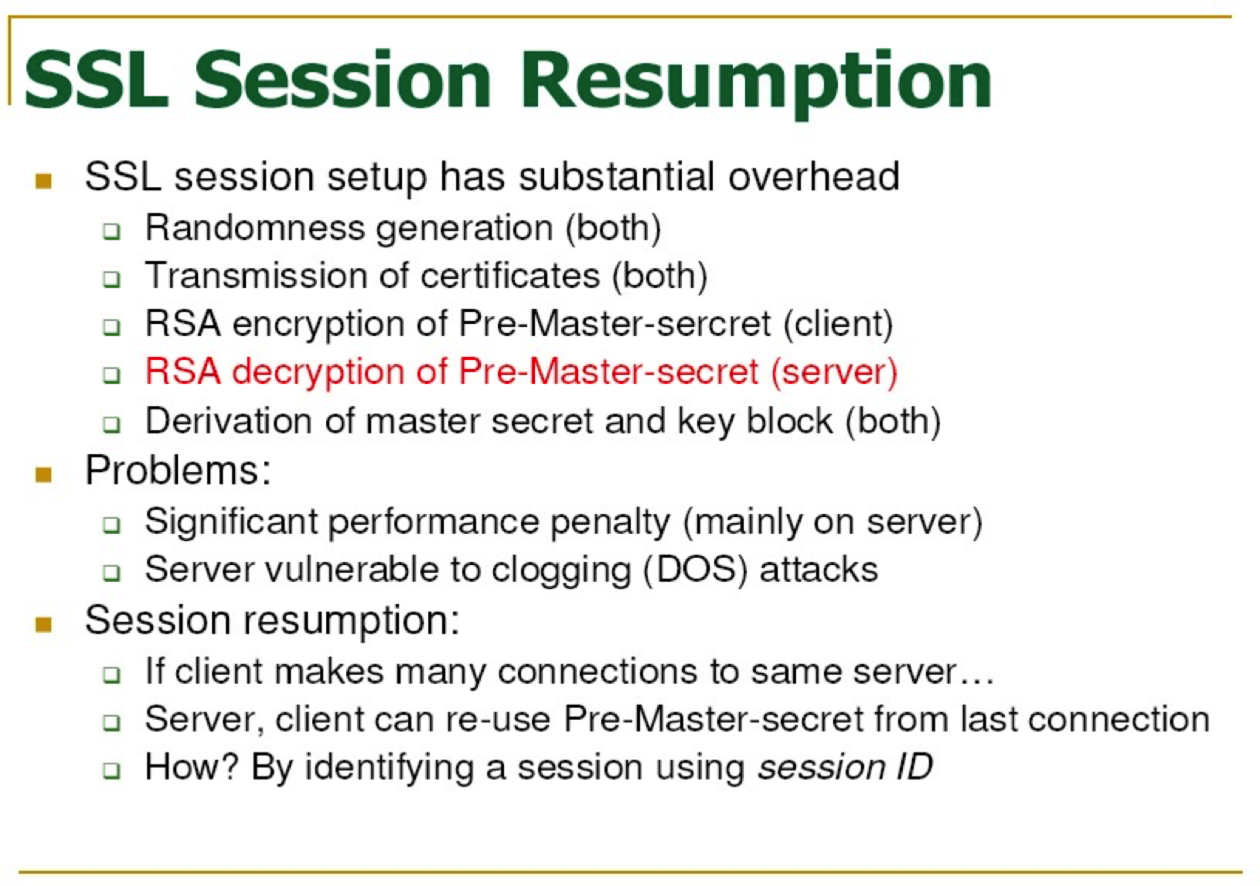 SSL Session Resumption
SSL session setup has substantial overhead
Randomness generation (both)
Transmission of certificates (both)
RSA encryption of Pre-Master-sercret (client)
RSA decryption of Pre-Master-secret (server)
Derivation of master secret and key block (both)
Problems:
Significant performance penalty (mainly on server)
Server vulnerable to clogging (DOS) attacks
Session resumption:
If client makes many connections to same server…
Server, client can re-use Pre-Master-secret from last connection
How? By identifying a session using session ID